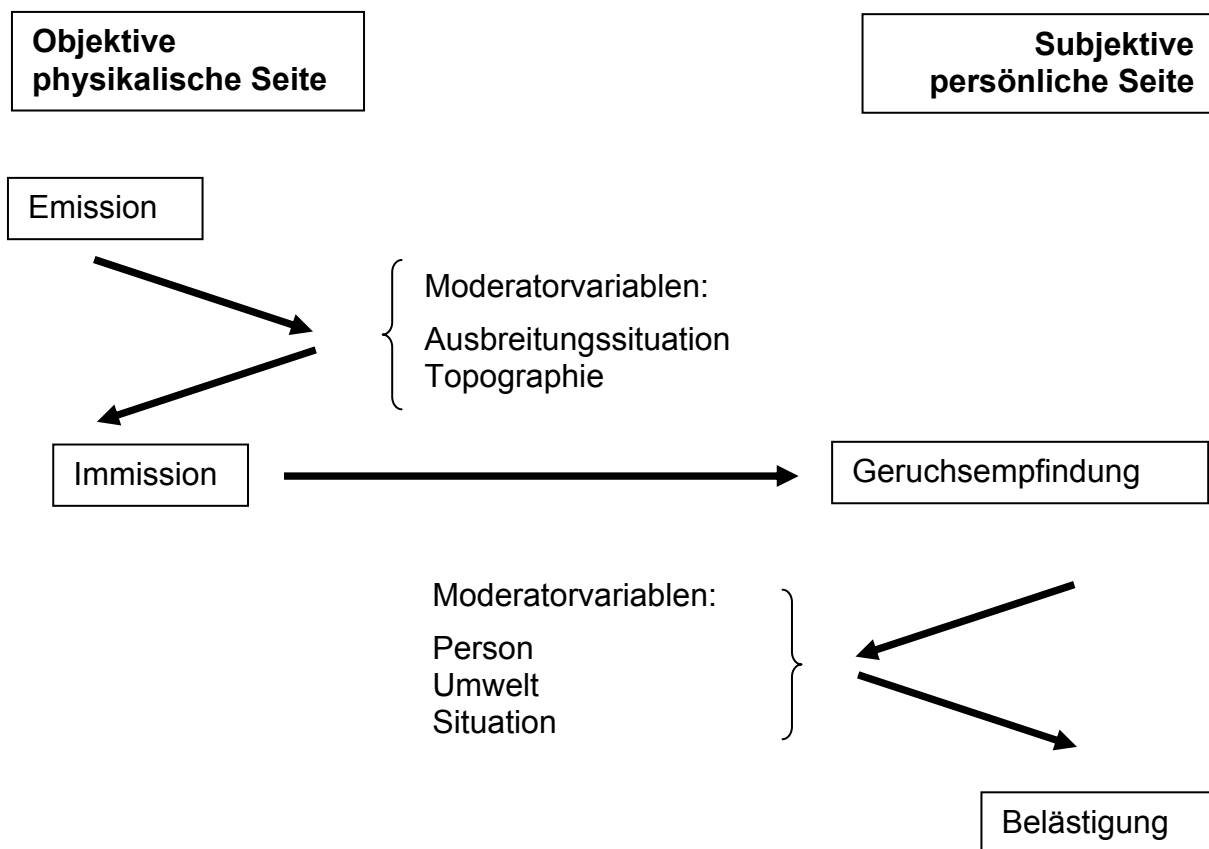 Objektive
physikalische Seite
Subjektive
persönliche Seite
Emission
Moderatorvariablen:
Ausbreitungssituation
Topographie
Immission
Geruchsempfindung
Moderatorvariablen:
Person
Umwelt
Situation
Belästigung